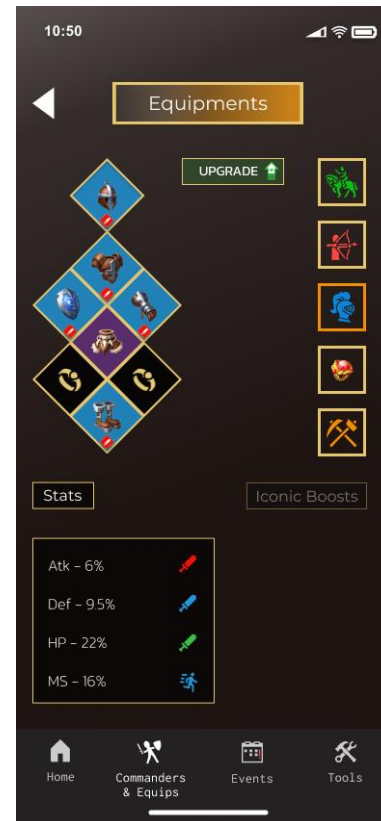 10:50
Equipments
UPGRADE
Stats
Iconic Boosts
Atk - 6%
Def - 9.5%
HP - 22%
MS - 16%
Home
Commanders
& Equips
Events
Tools